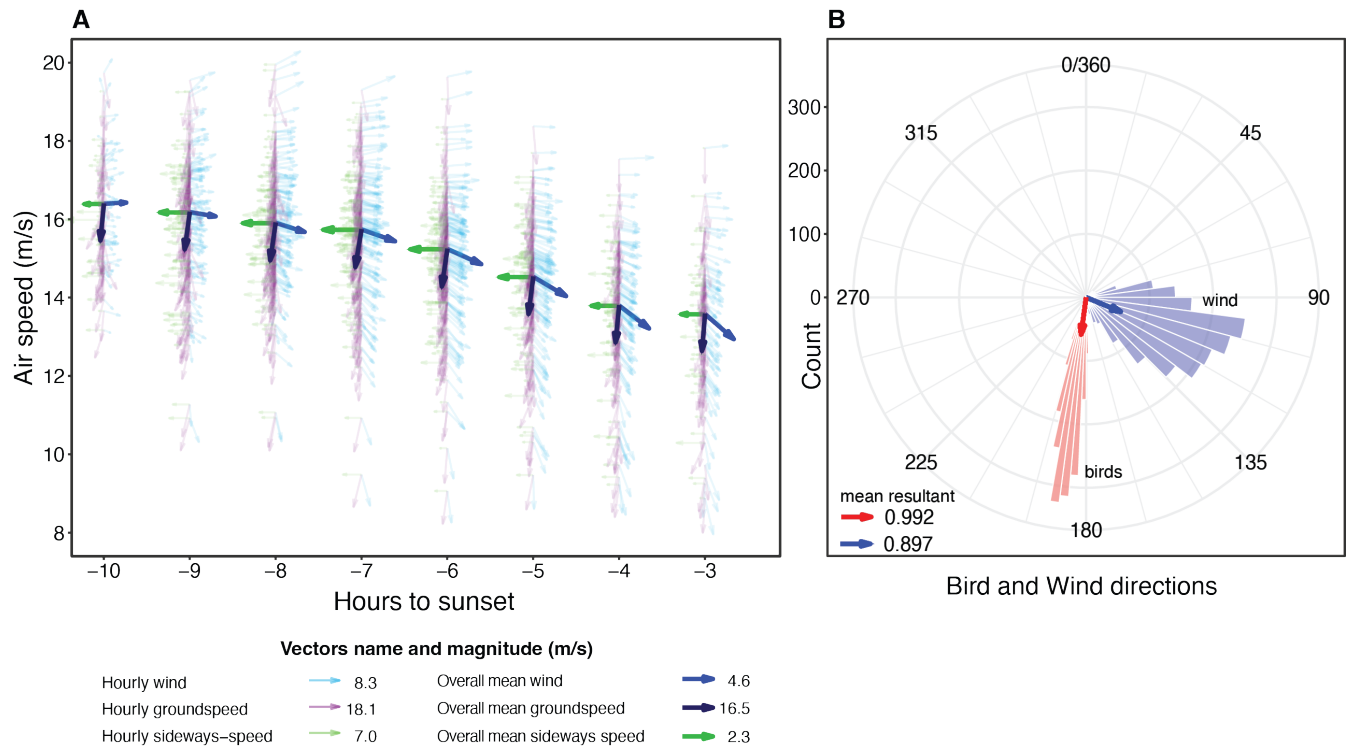 A
B
Air speed (m/s)
20
18
16
14
12
10
8
−10
−9
−8
−7
−6
−5
−4
−3
Hours to sunset
Count
300
200
100
0
0/360
45
90
135
180
225
270
315
wind
birds
mean resultant
0.992
0.897
Bird and Wind directions
Vectors name and magnitude (m/s)
Hourly wind 8.3
Hourly groundspeed 18.1
Hourly sideways−speed 7.0
Overall mean wind 4.6
Overall mean groundspeed 16.5
Overall mean sideways speed 2.3